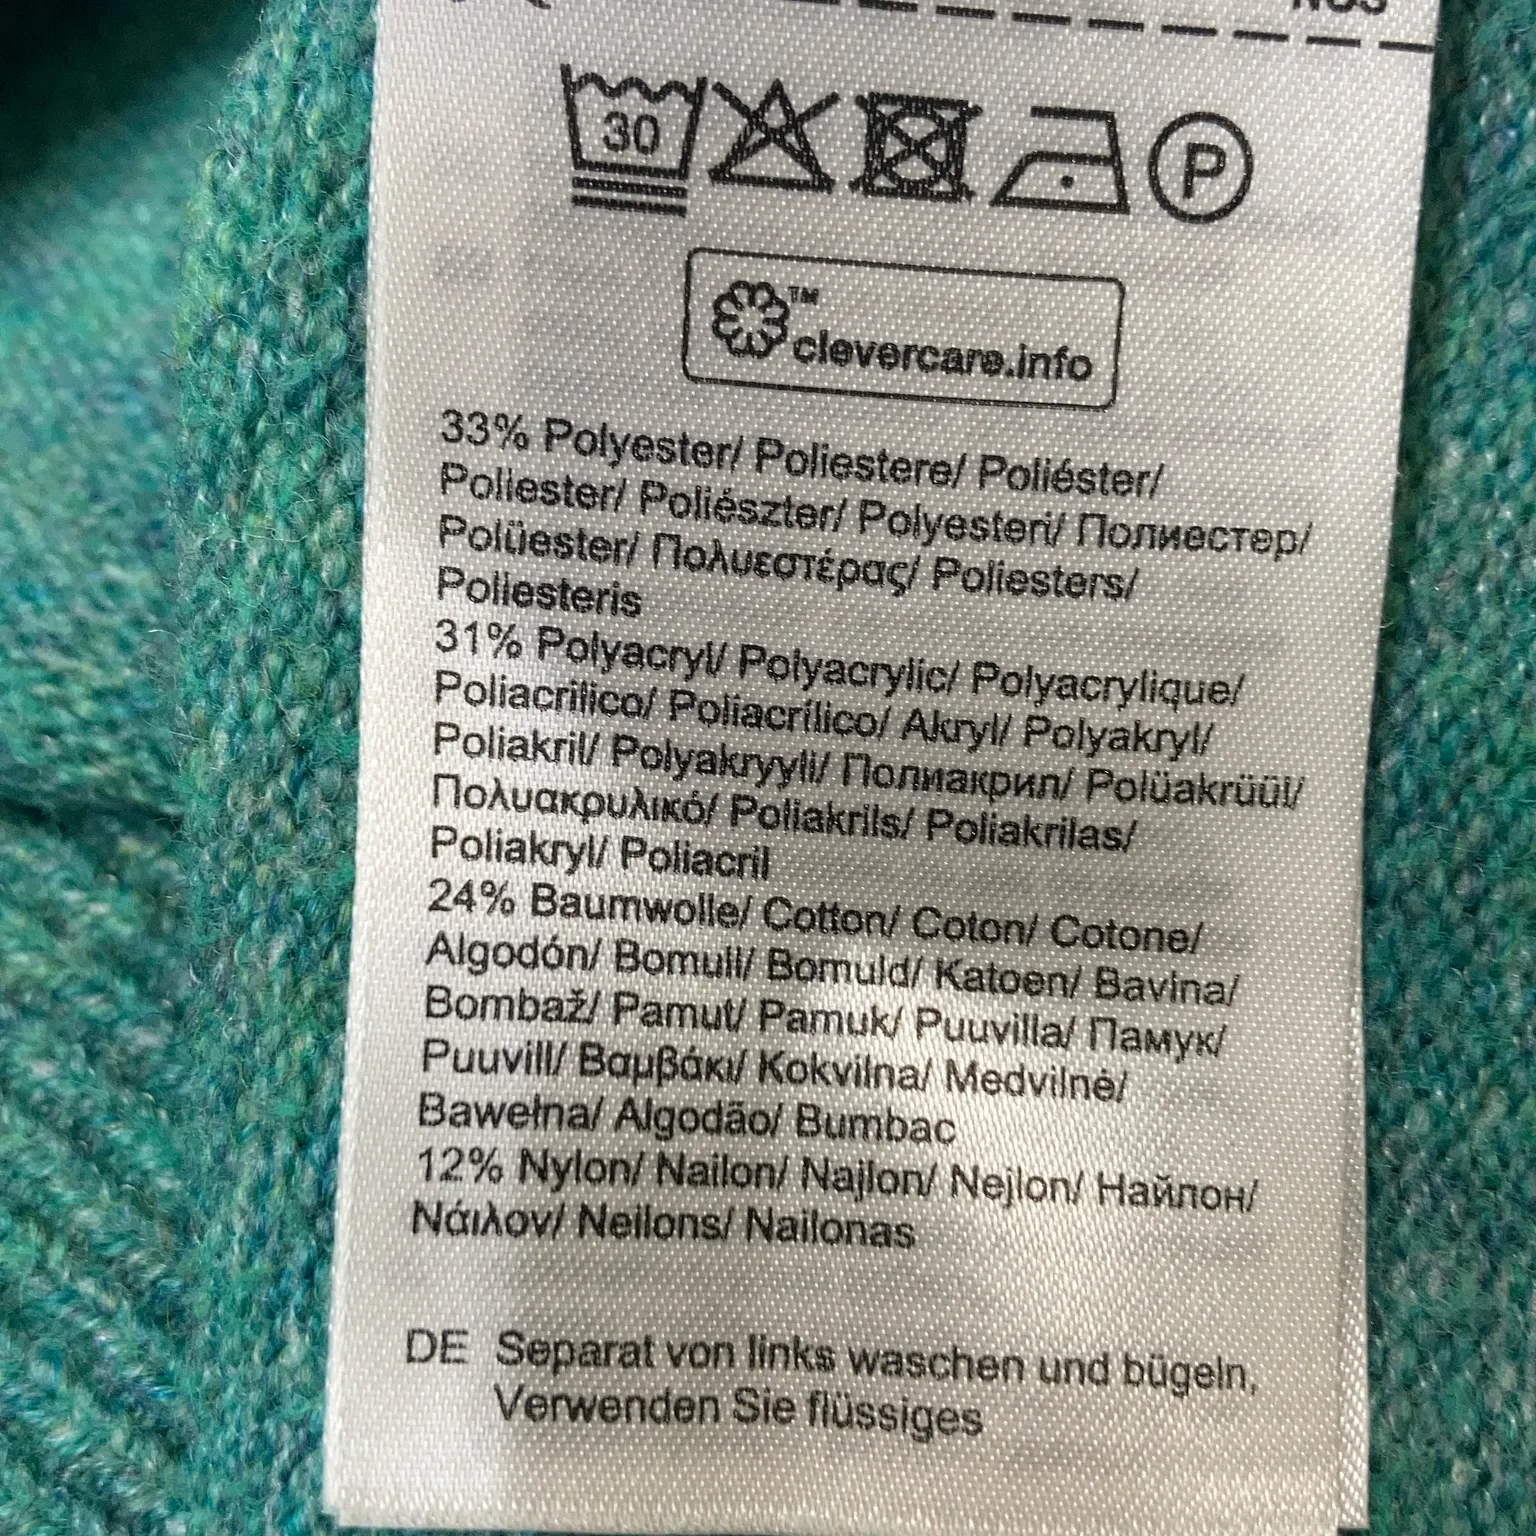 30
P
™
clevercare.info
33% Polyester/ Poliestere/ Poliéster/
Poliester/ Poliészter/ Polyesteri/ Полиестер/
Polüester/ Πολυεστέρας/ Poliesters/
Poliesteris
31% Polyacryl/ Polyacrylic/ Polyacrylique/
Poliacrilico/ Poliacrílico/ Akryl/ Polyakryl/
Poliakril/ Polyakryyli/ Полиакрил/ Polüakrüül/
Πολυακρυλικό/ Poliakrils/ Poliakrilas/
Poliakryl/ Poliacril
24% Baumwolle/ Cotton/ Coton/ Cotone/
Algodón/ Bomull/ Bomuld/ Katoen/ Bavlna/
Bombaž/ Pamut/ Pamuk/ Puuvilla/ Памук/
Puuvill/ Βαμβάκι/ Kokvilna/ Medvilnė/
Bawełna/ Algodão/ Bumbac
12% Nylon/ Nailon/ Najlon/ Nejlon/ Найлон/
Νάιλον/ Neilons/ Nailonas
DE Separat von links waschen und bügeln,
Verwenden Sie flüssiges